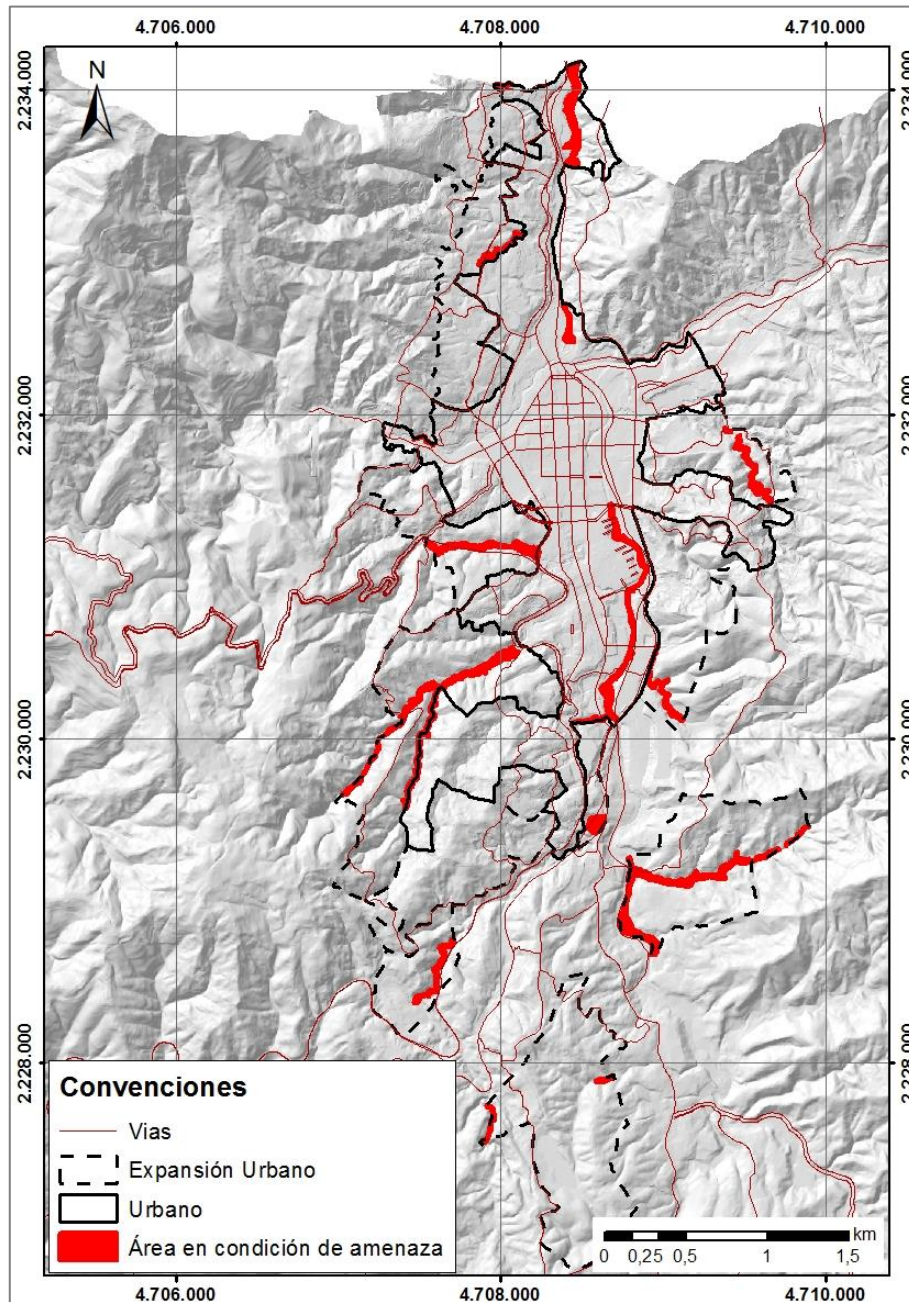 4.706.000 4.708.000 4.710.000
2.234.000 2.234.000
N
2.232.000 2.232.000
2.230.000 2.230.000
2.228.000 2.228.000
Convenciones
Vias
Expansión Urbano
Urbano
Área en condición de amenaza
km
0 0,25 0,5 1 1,5
4.706.000 4.708.000 4.710.000